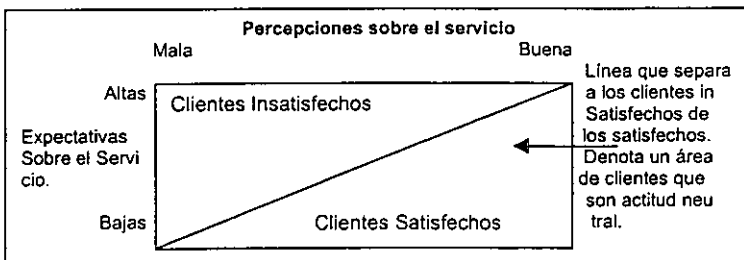 Percepciones sobre el servicio
Mala Buena
Altas
Clientes Insatisfechos
Expectativas
Sobre el Servi
cio.
Bajas
Clientes Satisfechos
Línea que separa
a los clientes in
Satisfechos de
los satisfechos.
Denota un área
de clientes que
son actitud neu
tral.